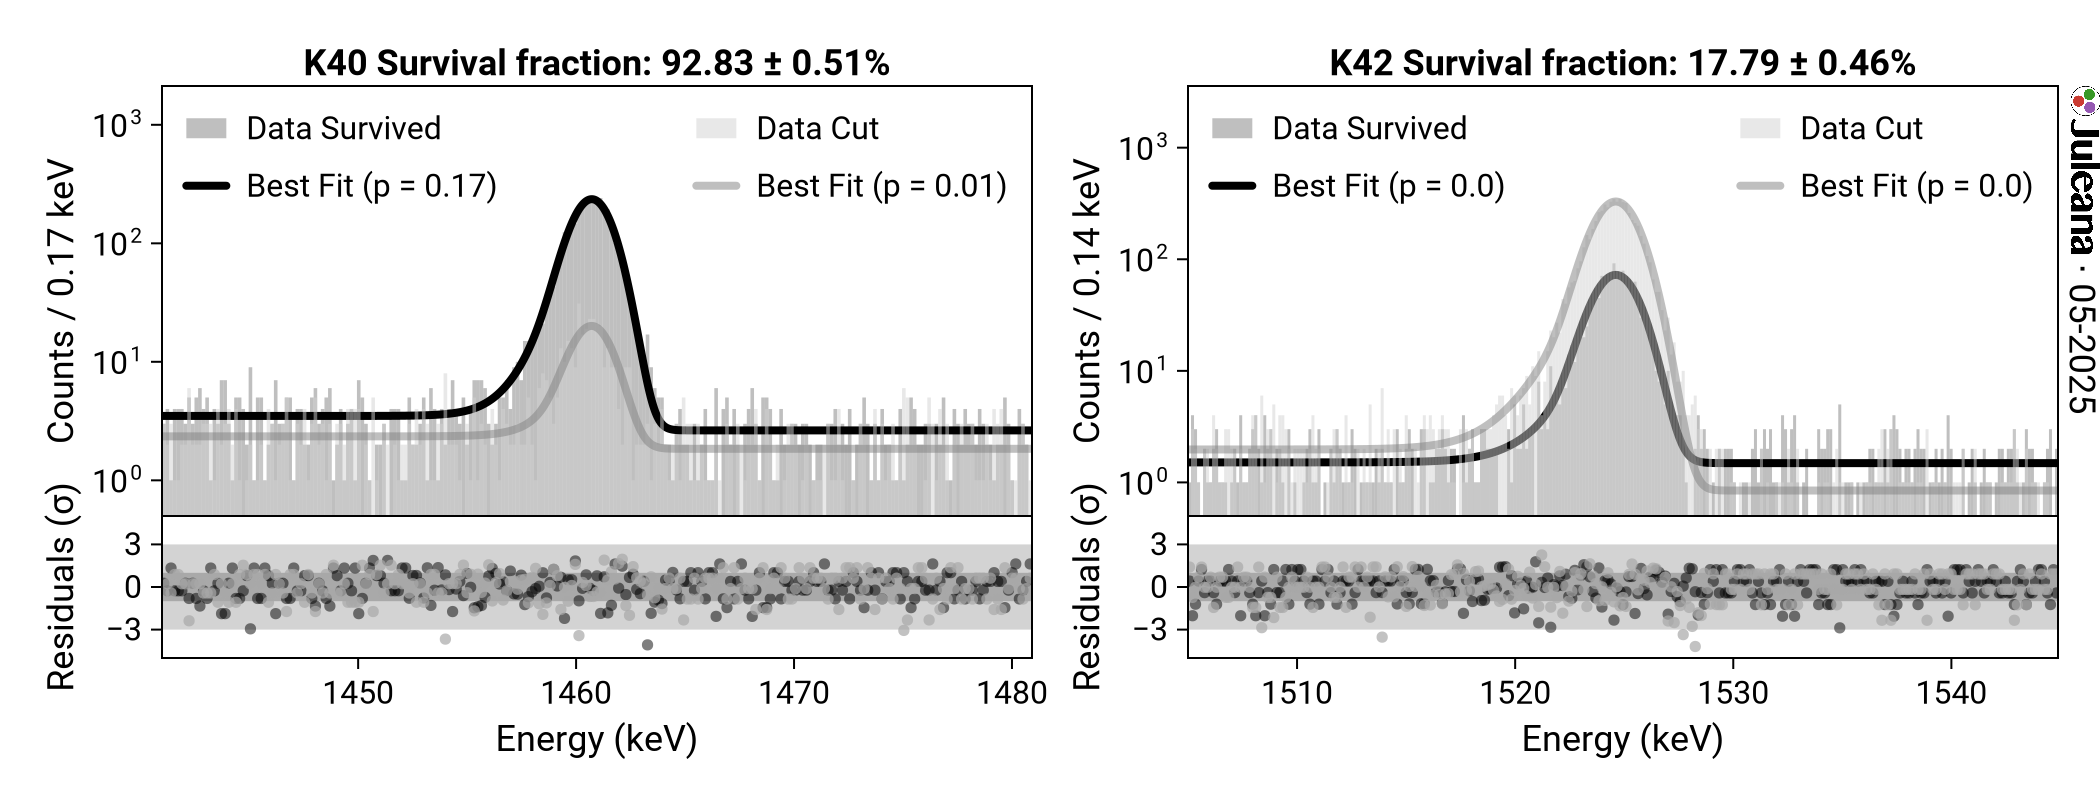 K40 Survival fraction: 92.83 ± 0.51%
Counts / 0.17 keV
10³
10²
10¹
10⁰
Data Survived
Data Cut
Best Fit (p = 0.17)
Best Fit (p = 0.01)
Residuals (σ)
3
0
−3
1450
1460
1470
1480
Energy (keV)
K42 Survival fraction: 17.79 ± 0.46%
Counts / 0.14 keV
10³
10²
10¹
10⁰
Data Survived
Data Cut
Best Fit (p = 0.0)
Best Fit (p = 0.0)
Residuals (σ)
3
0
−3
1510
1520
1530
1540
Energy (keV)
Juleana · 05-2025